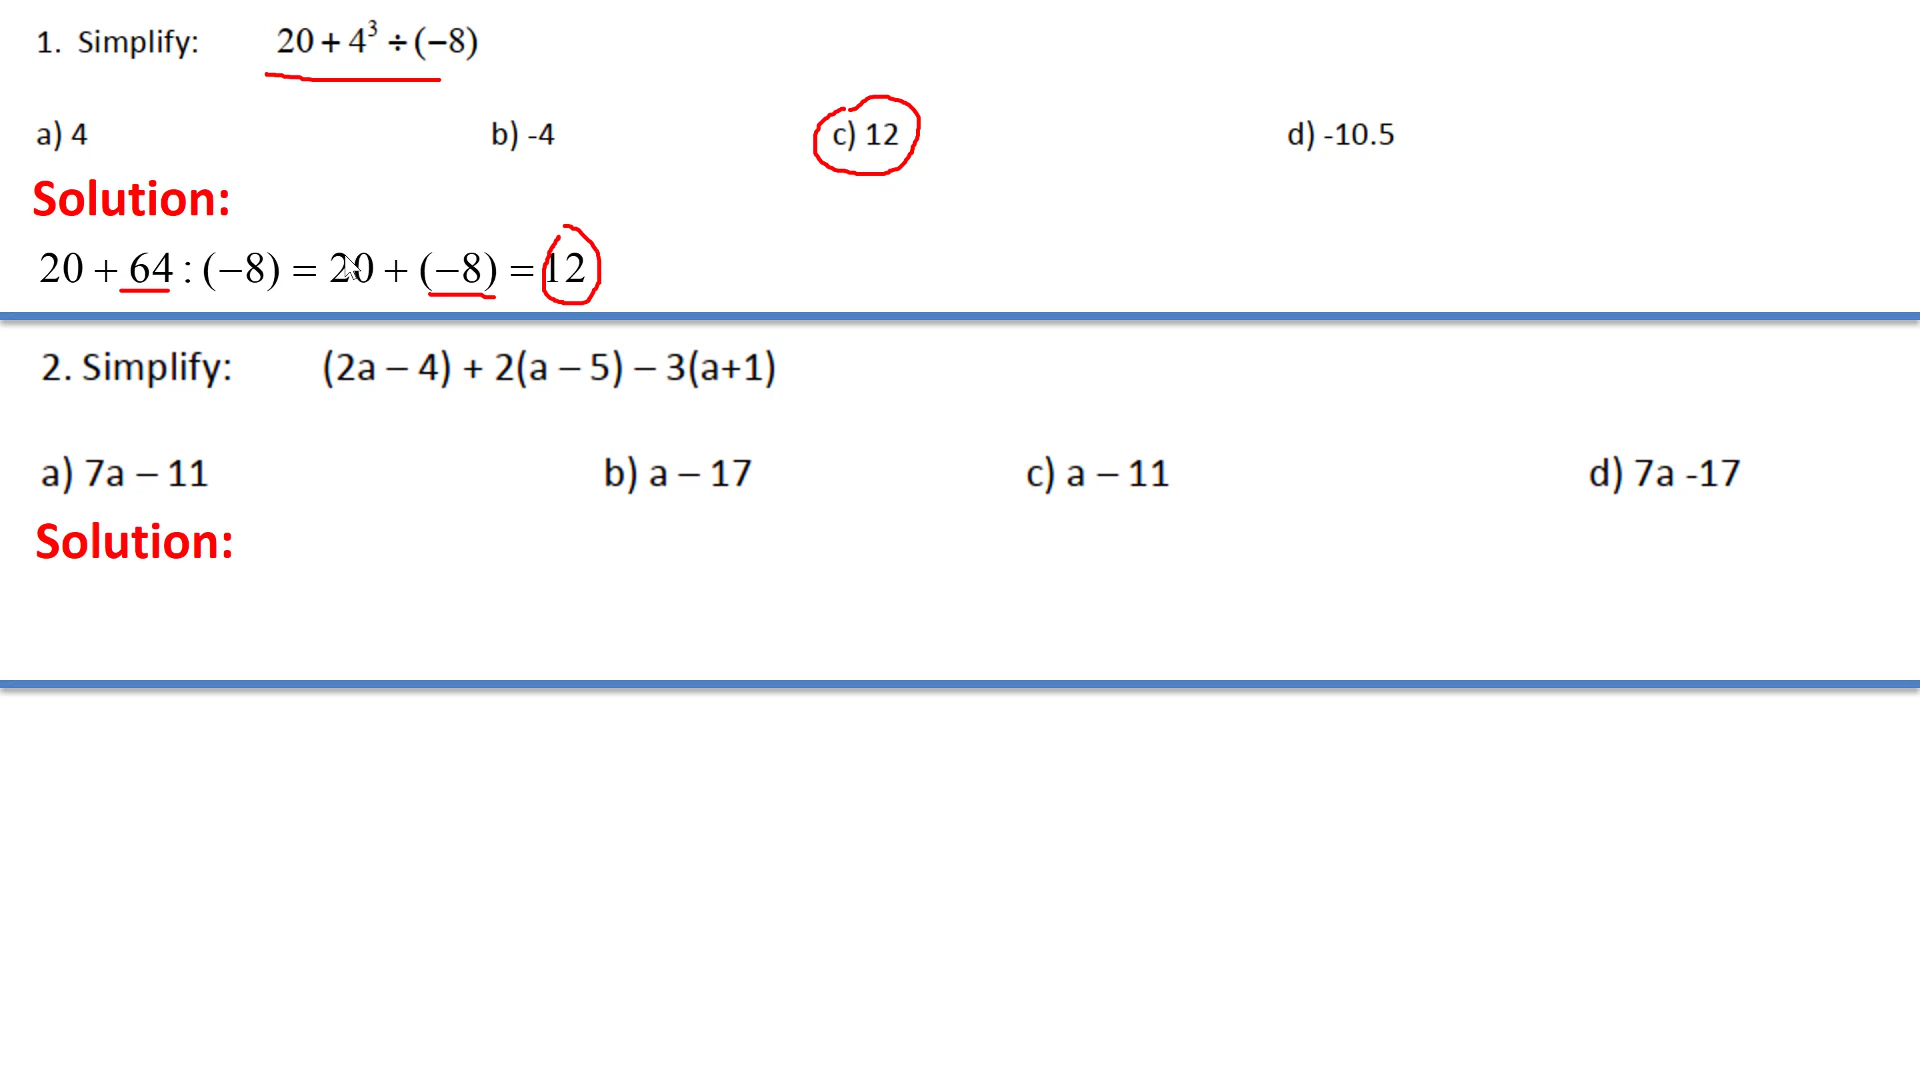 1. Simplify: 20 + 4³ ÷ (−8)
a) 4 b) -4 c) 12 d) -10.5
Solution:
20 + 64 : (−8) = 20 + (−8) = 12
2. Simplify: (2a – 4) + 2(a – 5) – 3(a+1)
a) 7a – 11 b) a – 17 c) a – 11 d) 7a -17
Solution: